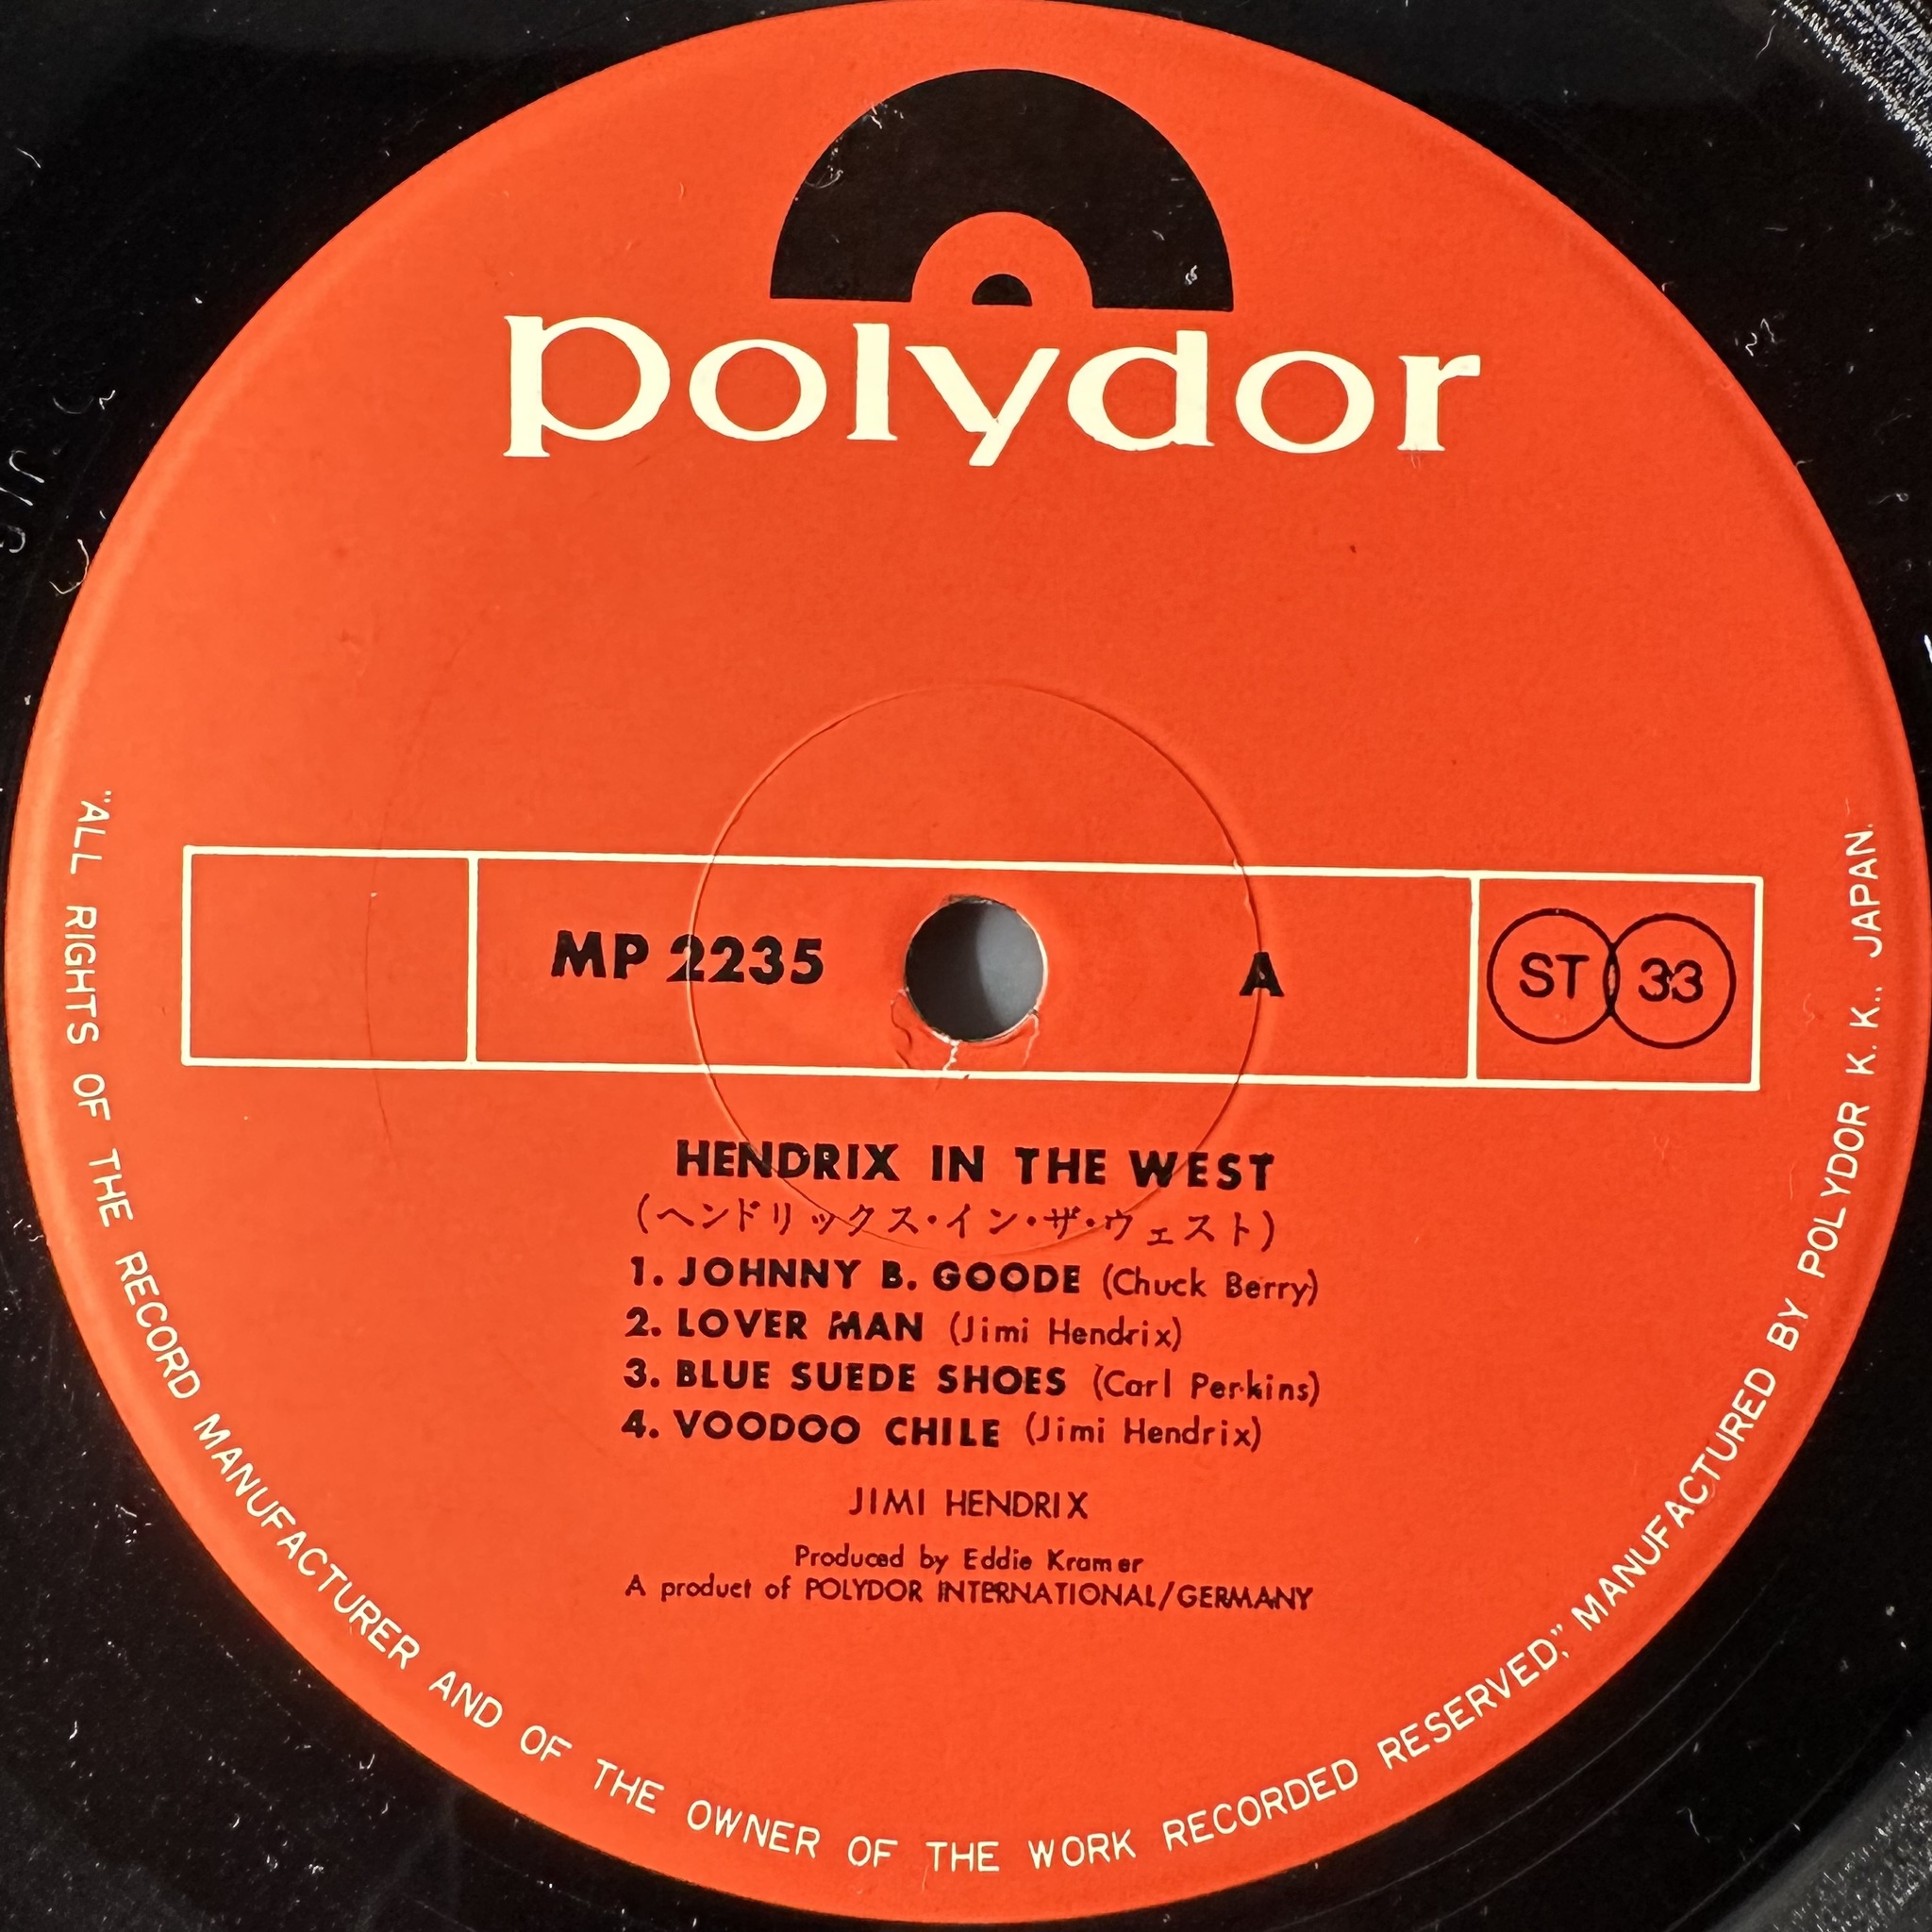 polydor
MP 2235
A
ST 33
HENDRIX IN THE WEST
(ヘンドリックス・イン・ザ・ウェスト)
1. JOHNNY B. GOODE (Chuck Berry)
2. LOVER MAN (Jimi Hendrix)
3. BLUE SUEDE SHOES (Carl Perkins)
4. VOODOO CHILE (Jimi Hendrix)
JIMI HENDRIX
Produced by Eddie Kramer
A product of POLYDOR INTERNATIONAL/GERMANY
"ALL RIGHTS OF THE RECORD MANUFACTURER AND OF THE OWNER OF THE WORK RECORDED RESERVED," MANUFACTURED BY POLYDOR K. K., JAPAN.